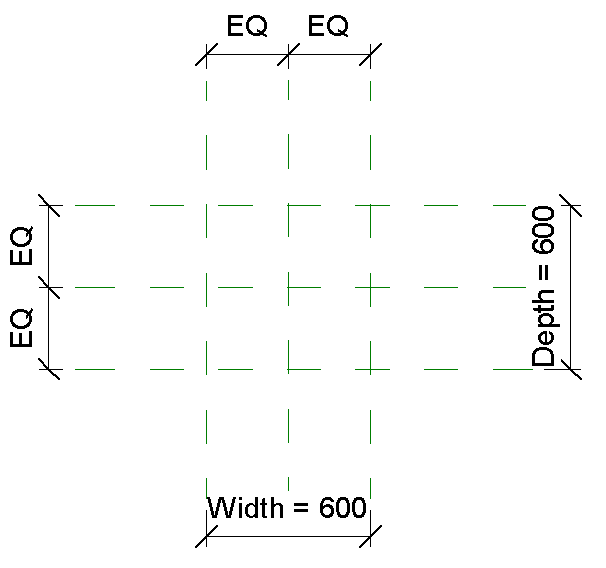 EQ EQ
EQ
EQ
Depth = 600
Width = 600